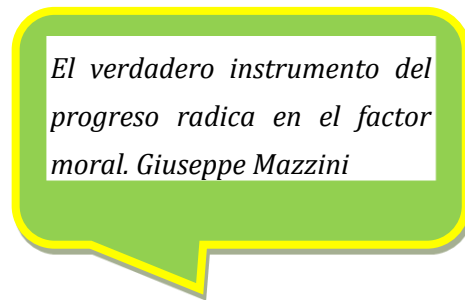 El verdadero instrumento del
progreso radica en el factor
moral. Giuseppe Mazzini